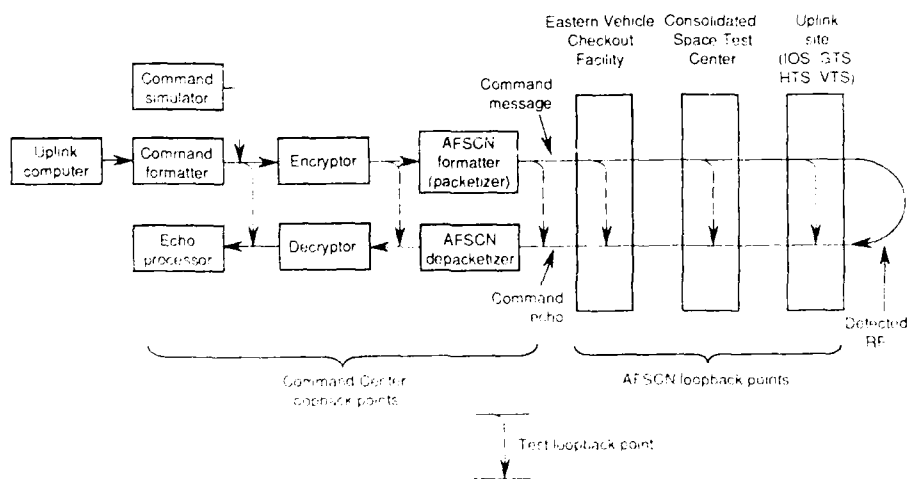 Eastern Vehicle
Checkout
Facility
Consolidated
Space Test
Center
Uplink
site
(IOS GTS
HTS VTS)
Command
simulator
Command
message
Uplink
computer
Command
formatter
Encryptor
AFSCN
formatter
(packetizer)
Echo
processor
Decryptor
AFSCN
depacketizer
Command
echo
Detected
RF
Command Center
loopback points
AFSCN loopback points
Test loopback point